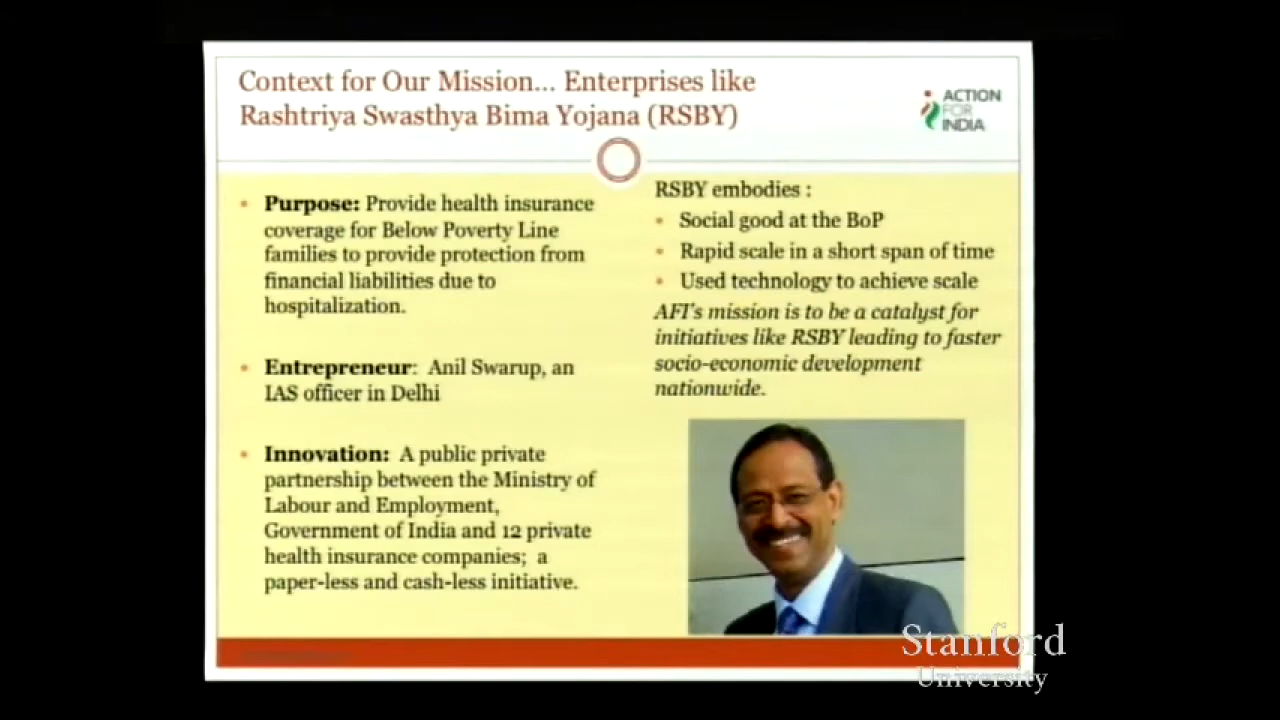 Context for Our Mission... Enterprises like
Rashtriya Swasthya Bima Yojana (RSBY)
ACTION
FOR
INDIA
• Purpose: Provide health insurance
coverage for Below Poverty Line
families to provide protection from
financial liabilities due to
hospitalization.
• Entrepreneur: Anil Swarup, an
IAS officer in Delhi
• Innovation: A public private
partnership between the Ministry of
Labour and Employment,
Government of India and 12 private
health insurance companies; a
paper-less and cash-less initiative.
RSBY embodies :
• Social good at the BoP
• Rapid scale in a short span of time
• Used technology to achieve scale
AFI's mission is to be a catalyst for
initiatives like RSBY leading to faster
socio-economic development
nationwide.
Stanford
University